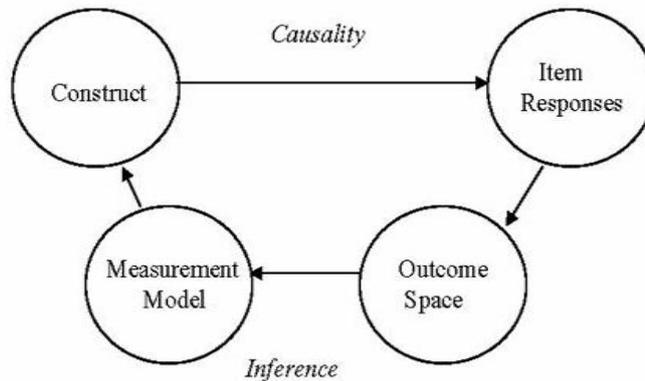 Causality
Construct
Item
Responses
Measurement
Model
Outcome
Space
Inference